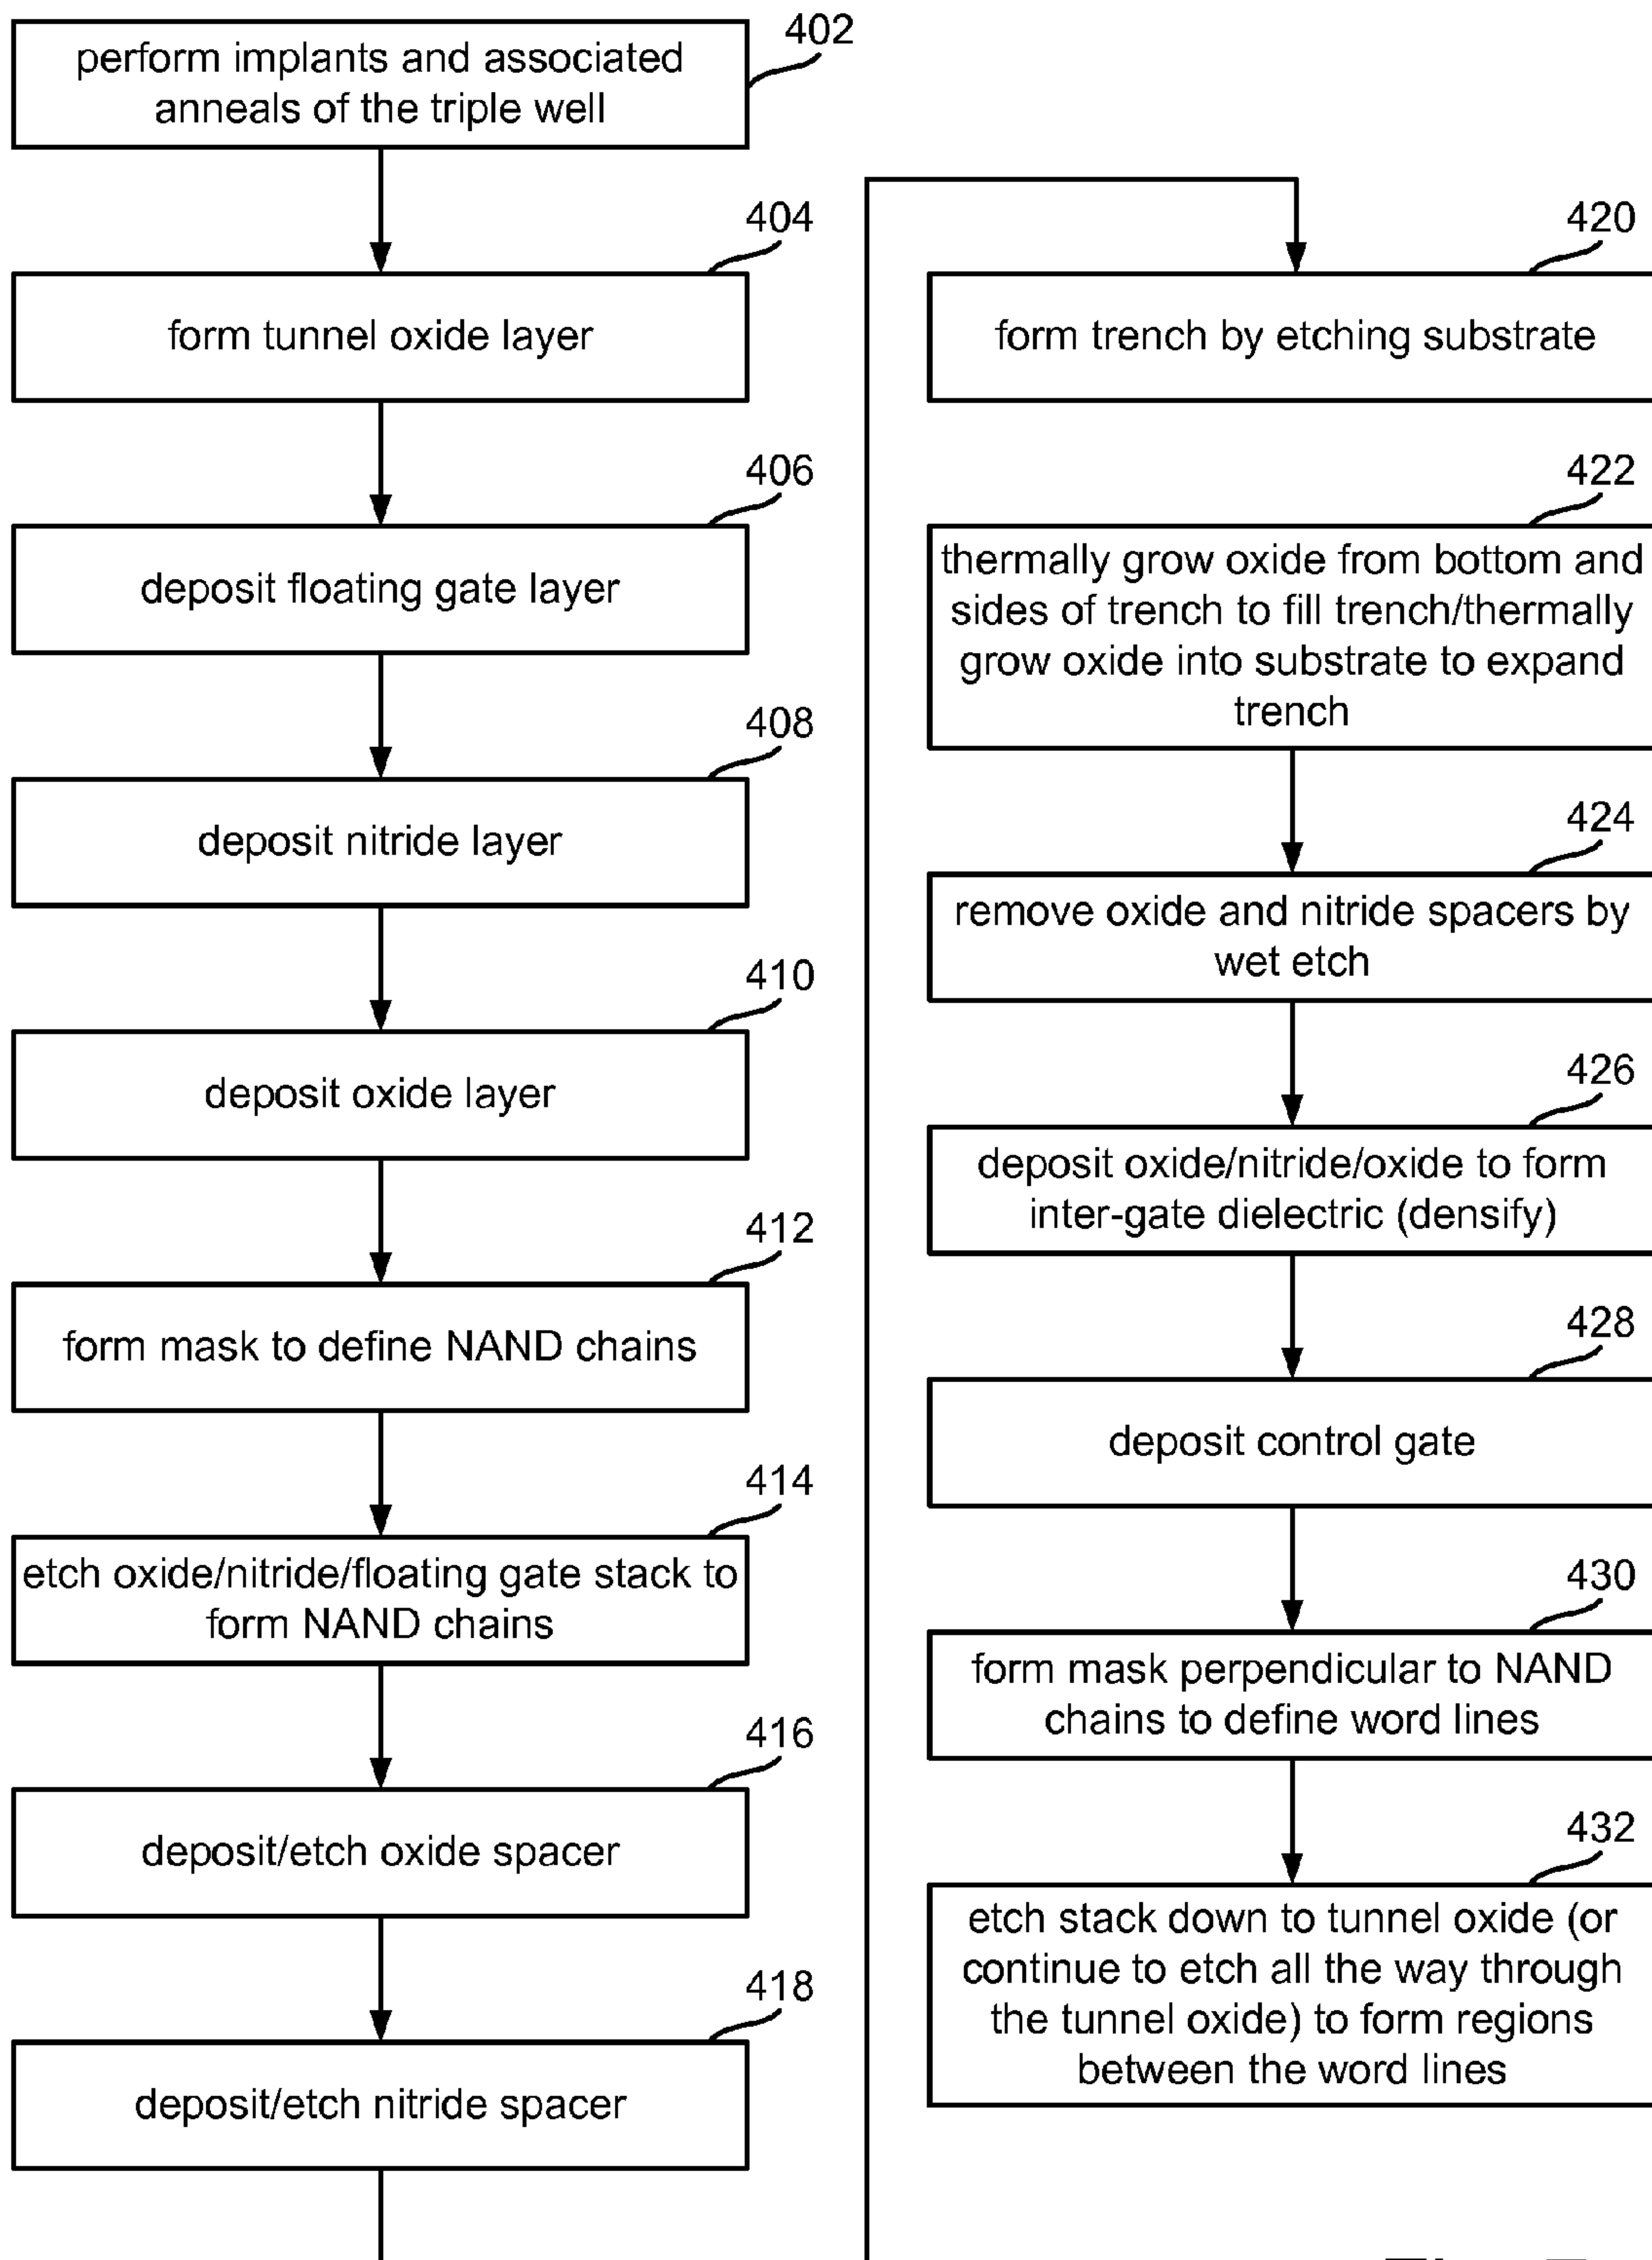 402
perform implants and associated
anneals of the triple well
404
form tunnel oxide layer
406
deposit floating gate layer
408
deposit nitride layer
410
deposit oxide layer
412
form mask to define NAND chains
414
etch oxide/nitride/floating gate stack to
form NAND chains
416
deposit/etch oxide spacer
418
deposit/etch nitride spacer
420
form trench by etching substrate
422
thermally grow oxide from bottom and
sides of trench to fill trench/thermally
grow oxide into substrate to expand
trench
424
remove oxide and nitride spacers by
wet etch
426
deposit oxide/nitride/oxide to form
inter-gate dielectric (densify)
428
deposit control gate
430
form mask perpendicular to NAND
chains to define word lines
432
etch stack down to tunnel oxide (or
continue to etch all the way through
the tunnel oxide) to form regions
between the word lines